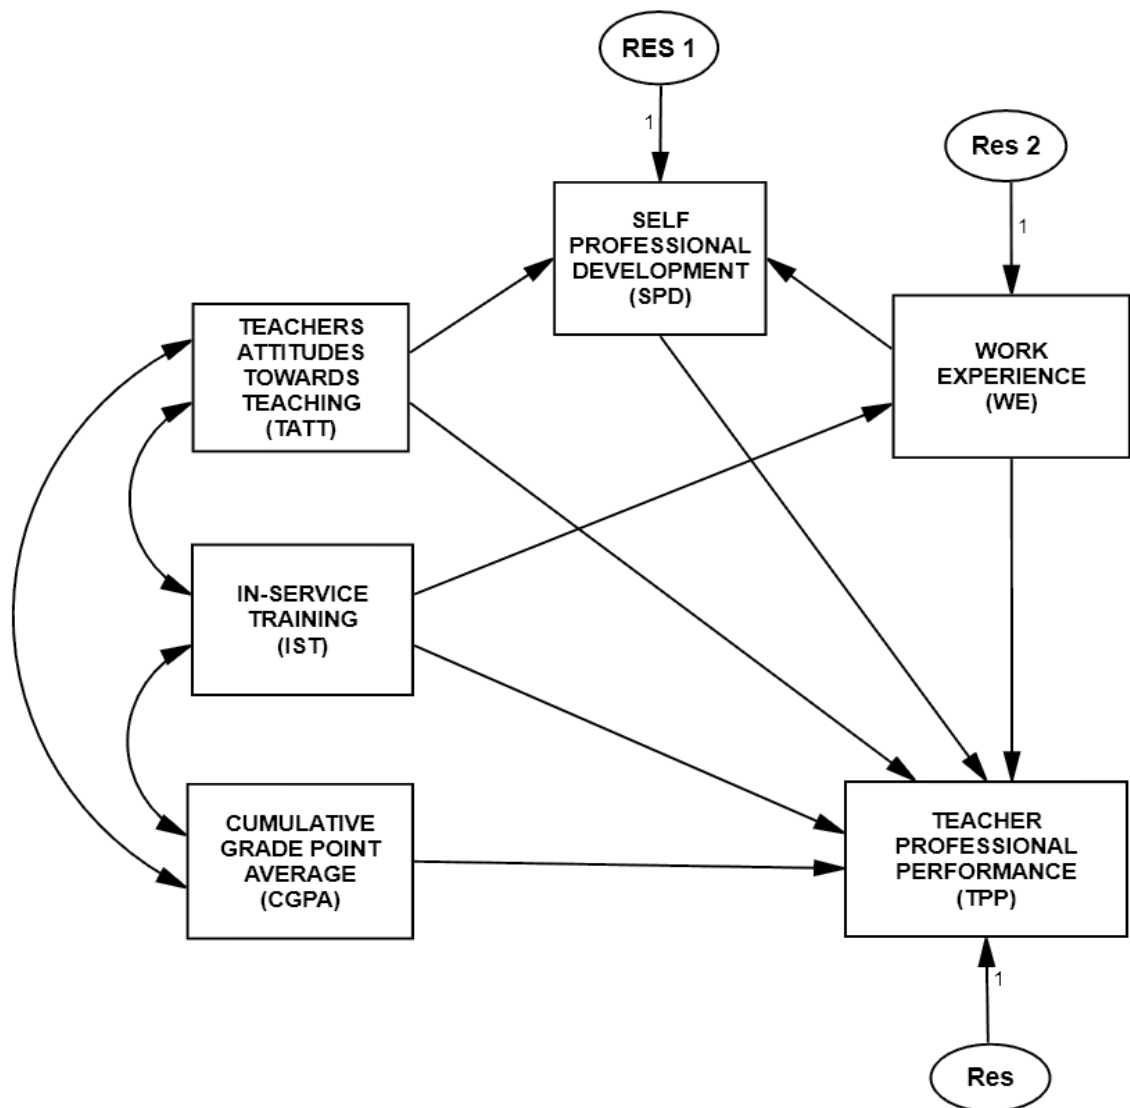 RES 1
1
Res 2
1
SELF
PROFESSIONAL
DEVELOPMENT
(SPD)
WORK
EXPERIENCE
(WE)
TEACHERS
ATTITUDES
TOWARDS
TEACHING
(TATT)
IN-SERVICE
TRAINING
(IST)
CUMULATIVE
GRADE POINT
AVERAGE
(CGPA)
TEACHER
PROFESSIONAL
PERFORMANCE
(TPP)
1
Res